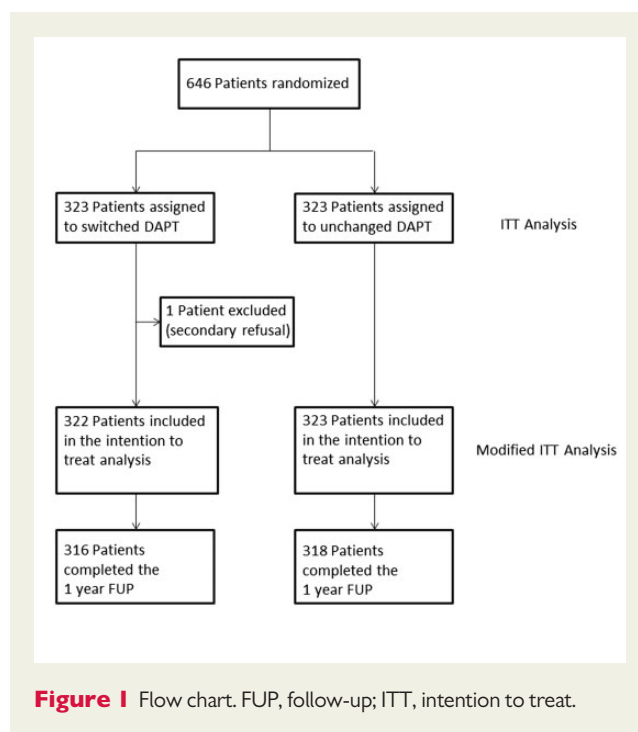 646 Patients randomized
323 Patients assigned
to switched DAPT
323 Patients assigned
to unchanged DAPT
ITT Analysis
1 Patient excluded
(secondary refusal)
322 Patients included
in the intention to
treat analysis
323 Patients included
in the intention to
treat analysis
Modified ITT Analysis
316 Patients
completed the
1 year FUP
318 Patients
completed the
1 year FUP
Figure 1 Flow chart. FUP, follow-up; ITT, intention to treat.